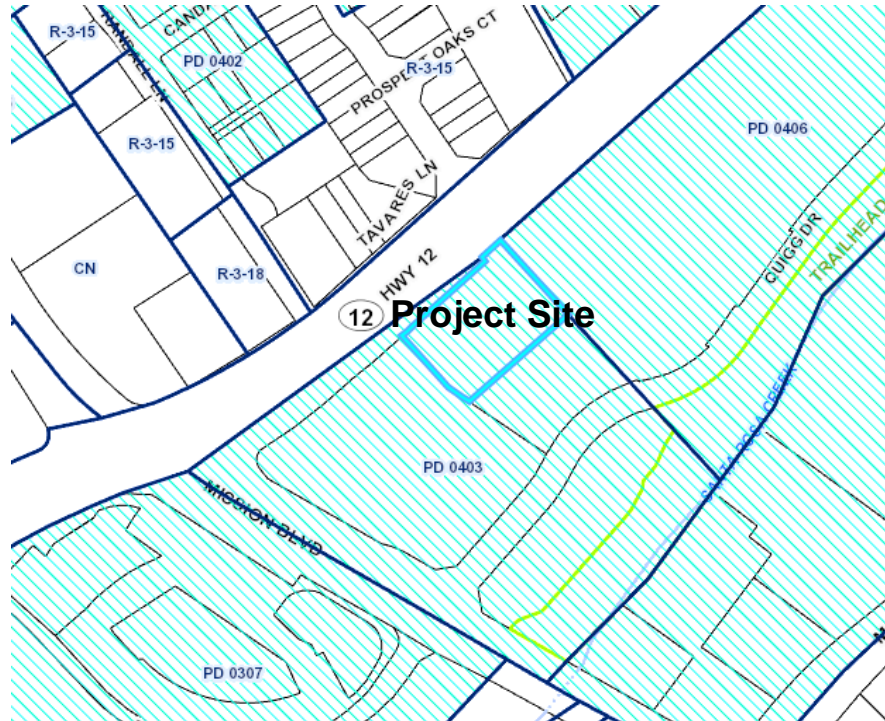 R-3-15
RANDALL LN
PD 0402
PROSPECT OAKS CT
R-3-15
R-3-15
PD 0406
TAVARES LN
CUIGG DR
TRAILHEAD
CN
R-3-18
HWY 12
12
Project Site
SANTA ROSA CREEK
PD 0403
MISSION BLVD
PD 0307